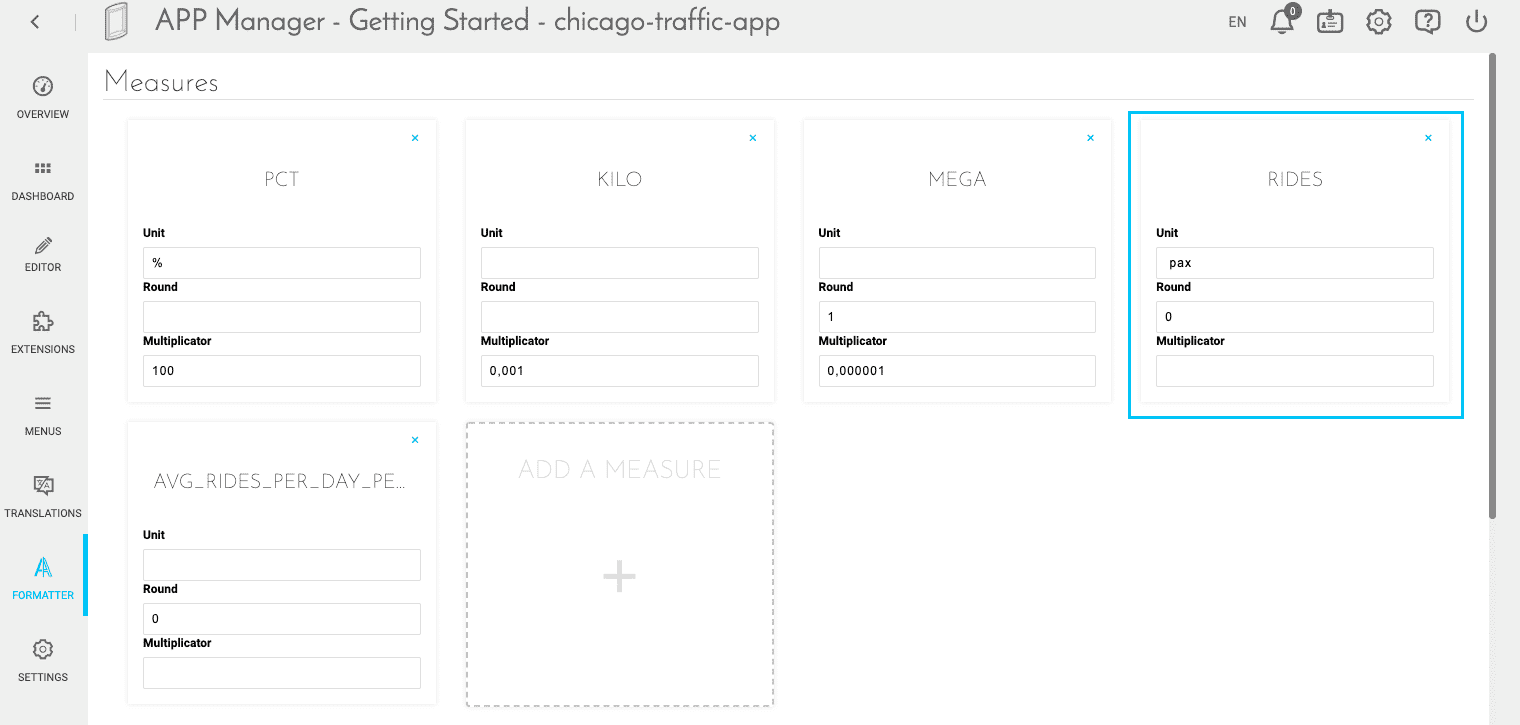 APP Manager - Getting Started - chicago-traffic-app
EN
0
OVERVIEW
DASHBOARD
EDITOR
EXTENSIONS
MENUS
TRANSLATIONS
FORMATTER
SETTINGS
Measures
PCT
Unit
%
Round
Multiplicator
100
KILO
Unit
Round
Multiplicator
0,001
MEGA
Unit
Round
1
Multiplicator
0,000001
RIDES
Unit
pax
Round
0
Multiplicator
AVG_RIDES_PER_DAY_PE...
Unit
Round
0
Multiplicator
ADD A MEASURE